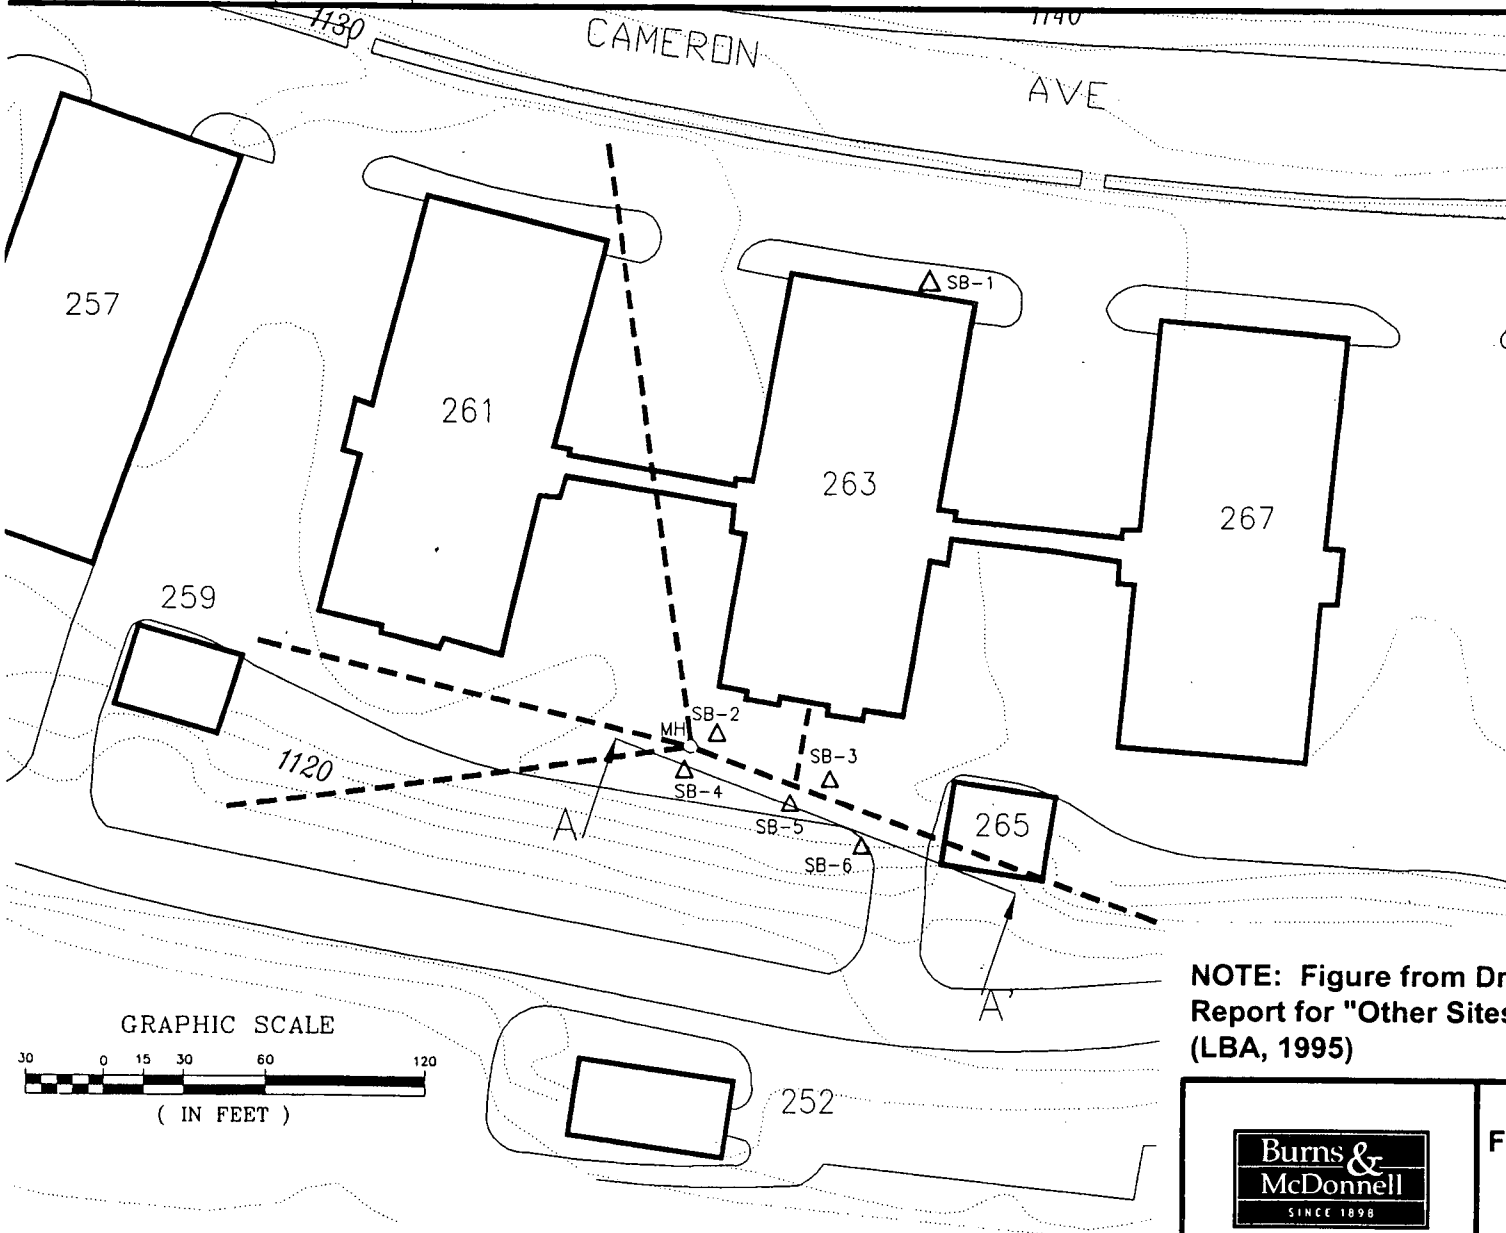 1130
1140
CAMERON
AVE
257
SB-1
261
263
267
259
SB-2
MH
SB-3
1120
SB-4
A
SB-5
265
SB-6
A'
NOTE: Figure from Dr
Report for "Other Sites
(LBA, 1995)
GRAPHIC SCALE
30 0 15 30 60 120
( IN FEET )
252
Burns &
McDonnell
SINCE 1898
F